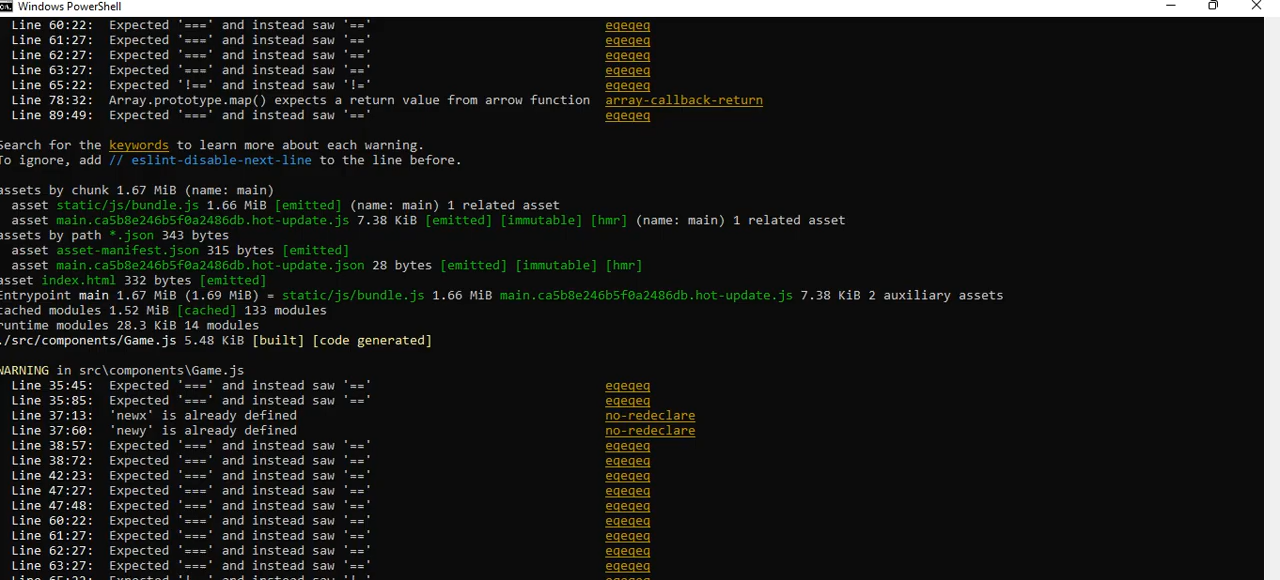 Windows PowerShell
Line 60:22: Expected '===' and instead saw '==' eqeqeq
Line 61:27: Expected '===' and instead saw '==' eqeqeq
Line 62:27: Expected '===' and instead saw '==' eqeqeq
Line 63:27: Expected '===' and instead saw '==' eqeqeq
Line 65:22: Expected '!==' and instead saw '!=' eqeqeq
Line 78:32: Array.prototype.map() expects a return value from arrow function array-callback-return
Line 89:49: Expected '===' and instead saw '==' eqeqeq
Search for the keywords to learn more about each warning.
To ignore, add // eslint-disable-next-line to the line before.
assets by chunk 1.67 MiB (name: main)
asset static/js/bundle.js 1.66 MiB [emitted] (name: main) 1 related asset
asset main.ca5b8e246b5f0a2486db.hot-update.js 7.38 KiB [emitted] [immutable] [hmr] (name: main) 1 related asset
assets by path *.json 343 bytes
asset asset-manifest.json 315 bytes [emitted]
asset main.ca5b8e246b5f0a2486db.hot-update.json 28 bytes [emitted] [immutable] [hmr]
asset index.html 332 bytes [emitted]
Entrypoint main 1.67 MiB (1.69 MiB) = static/js/bundle.js 1.66 MiB main.ca5b8e246b5f0a2486db.hot-update.js 7.38 KiB 2 auxiliary assets
cached modules 1.52 MiB [cached] 133 modules
runtime modules 28.3 KiB 14 modules
./src/components/Game.js 5.48 KiB [built] [code generated]
WARNING in src\components\Game.js
Line 35:45: Expected '===' and instead saw '==' eqeqeq
Line 35:85: Expected '===' and instead saw '==' eqeqeq
Line 37:13: 'newx' is already defined no-redeclare
Line 37:60: 'newy' is already defined no-redeclare
Line 38:57: Expected '===' and instead saw '==' eqeqeq
Line 38:72: Expected '===' and instead saw '==' eqeqeq
Line 42:23: Expected '===' and instead saw '==' eqeqeq
Line 47:27: Expected '===' and instead saw '==' eqeqeq
Line 47:48: Expected '===' and instead saw '==' eqeqeq
Line 60:22: Expected '===' and instead saw '==' eqeqeq
Line 61:27: Expected '===' and instead saw '==' eqeqeq
Line 62:27: Expected '===' and instead saw '==' eqeqeq
Line 63:27: Expected '===' and instead saw '==' eqeqeq